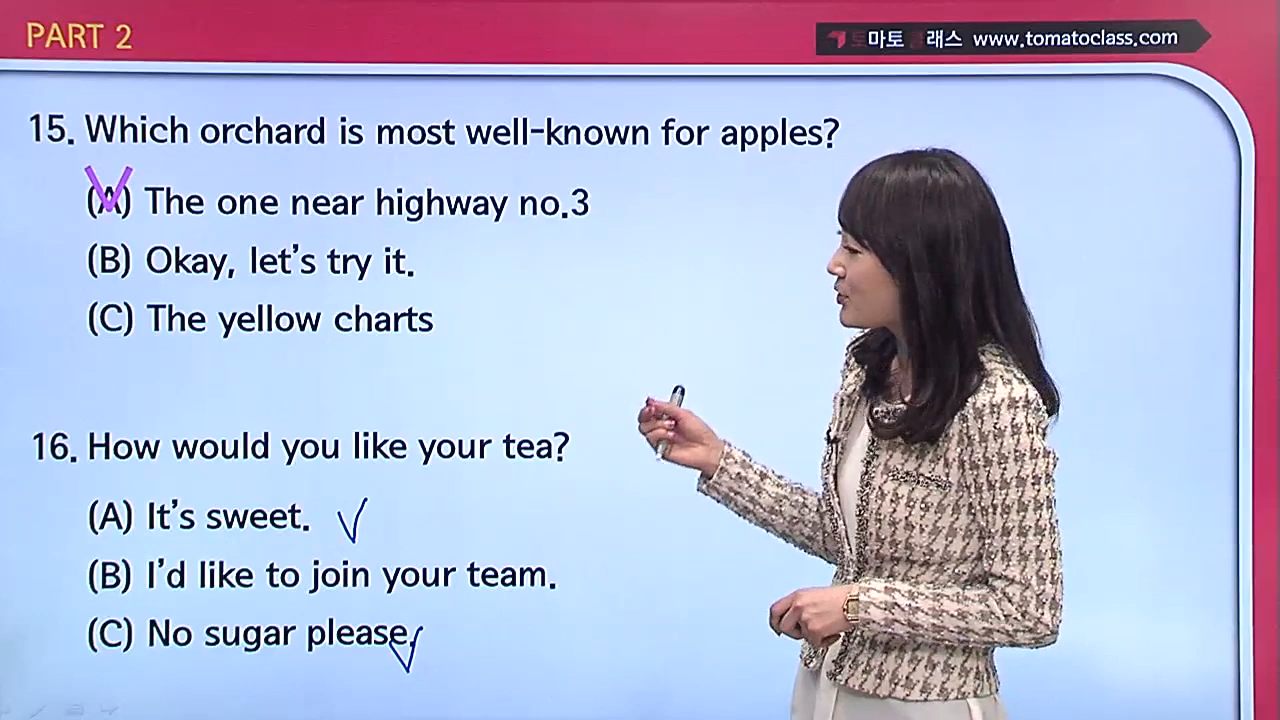 PART 2
토마토클래스 www.tomatoclass.com
15. Which orchard is most well-known for apples?
(A) The one near highway no.3
(B) Okay, let's try it.
(C) The yellow charts
16. How would you like your tea?
(A) It's sweet.
(B) I'd like to join your team.
(C) No sugar please.